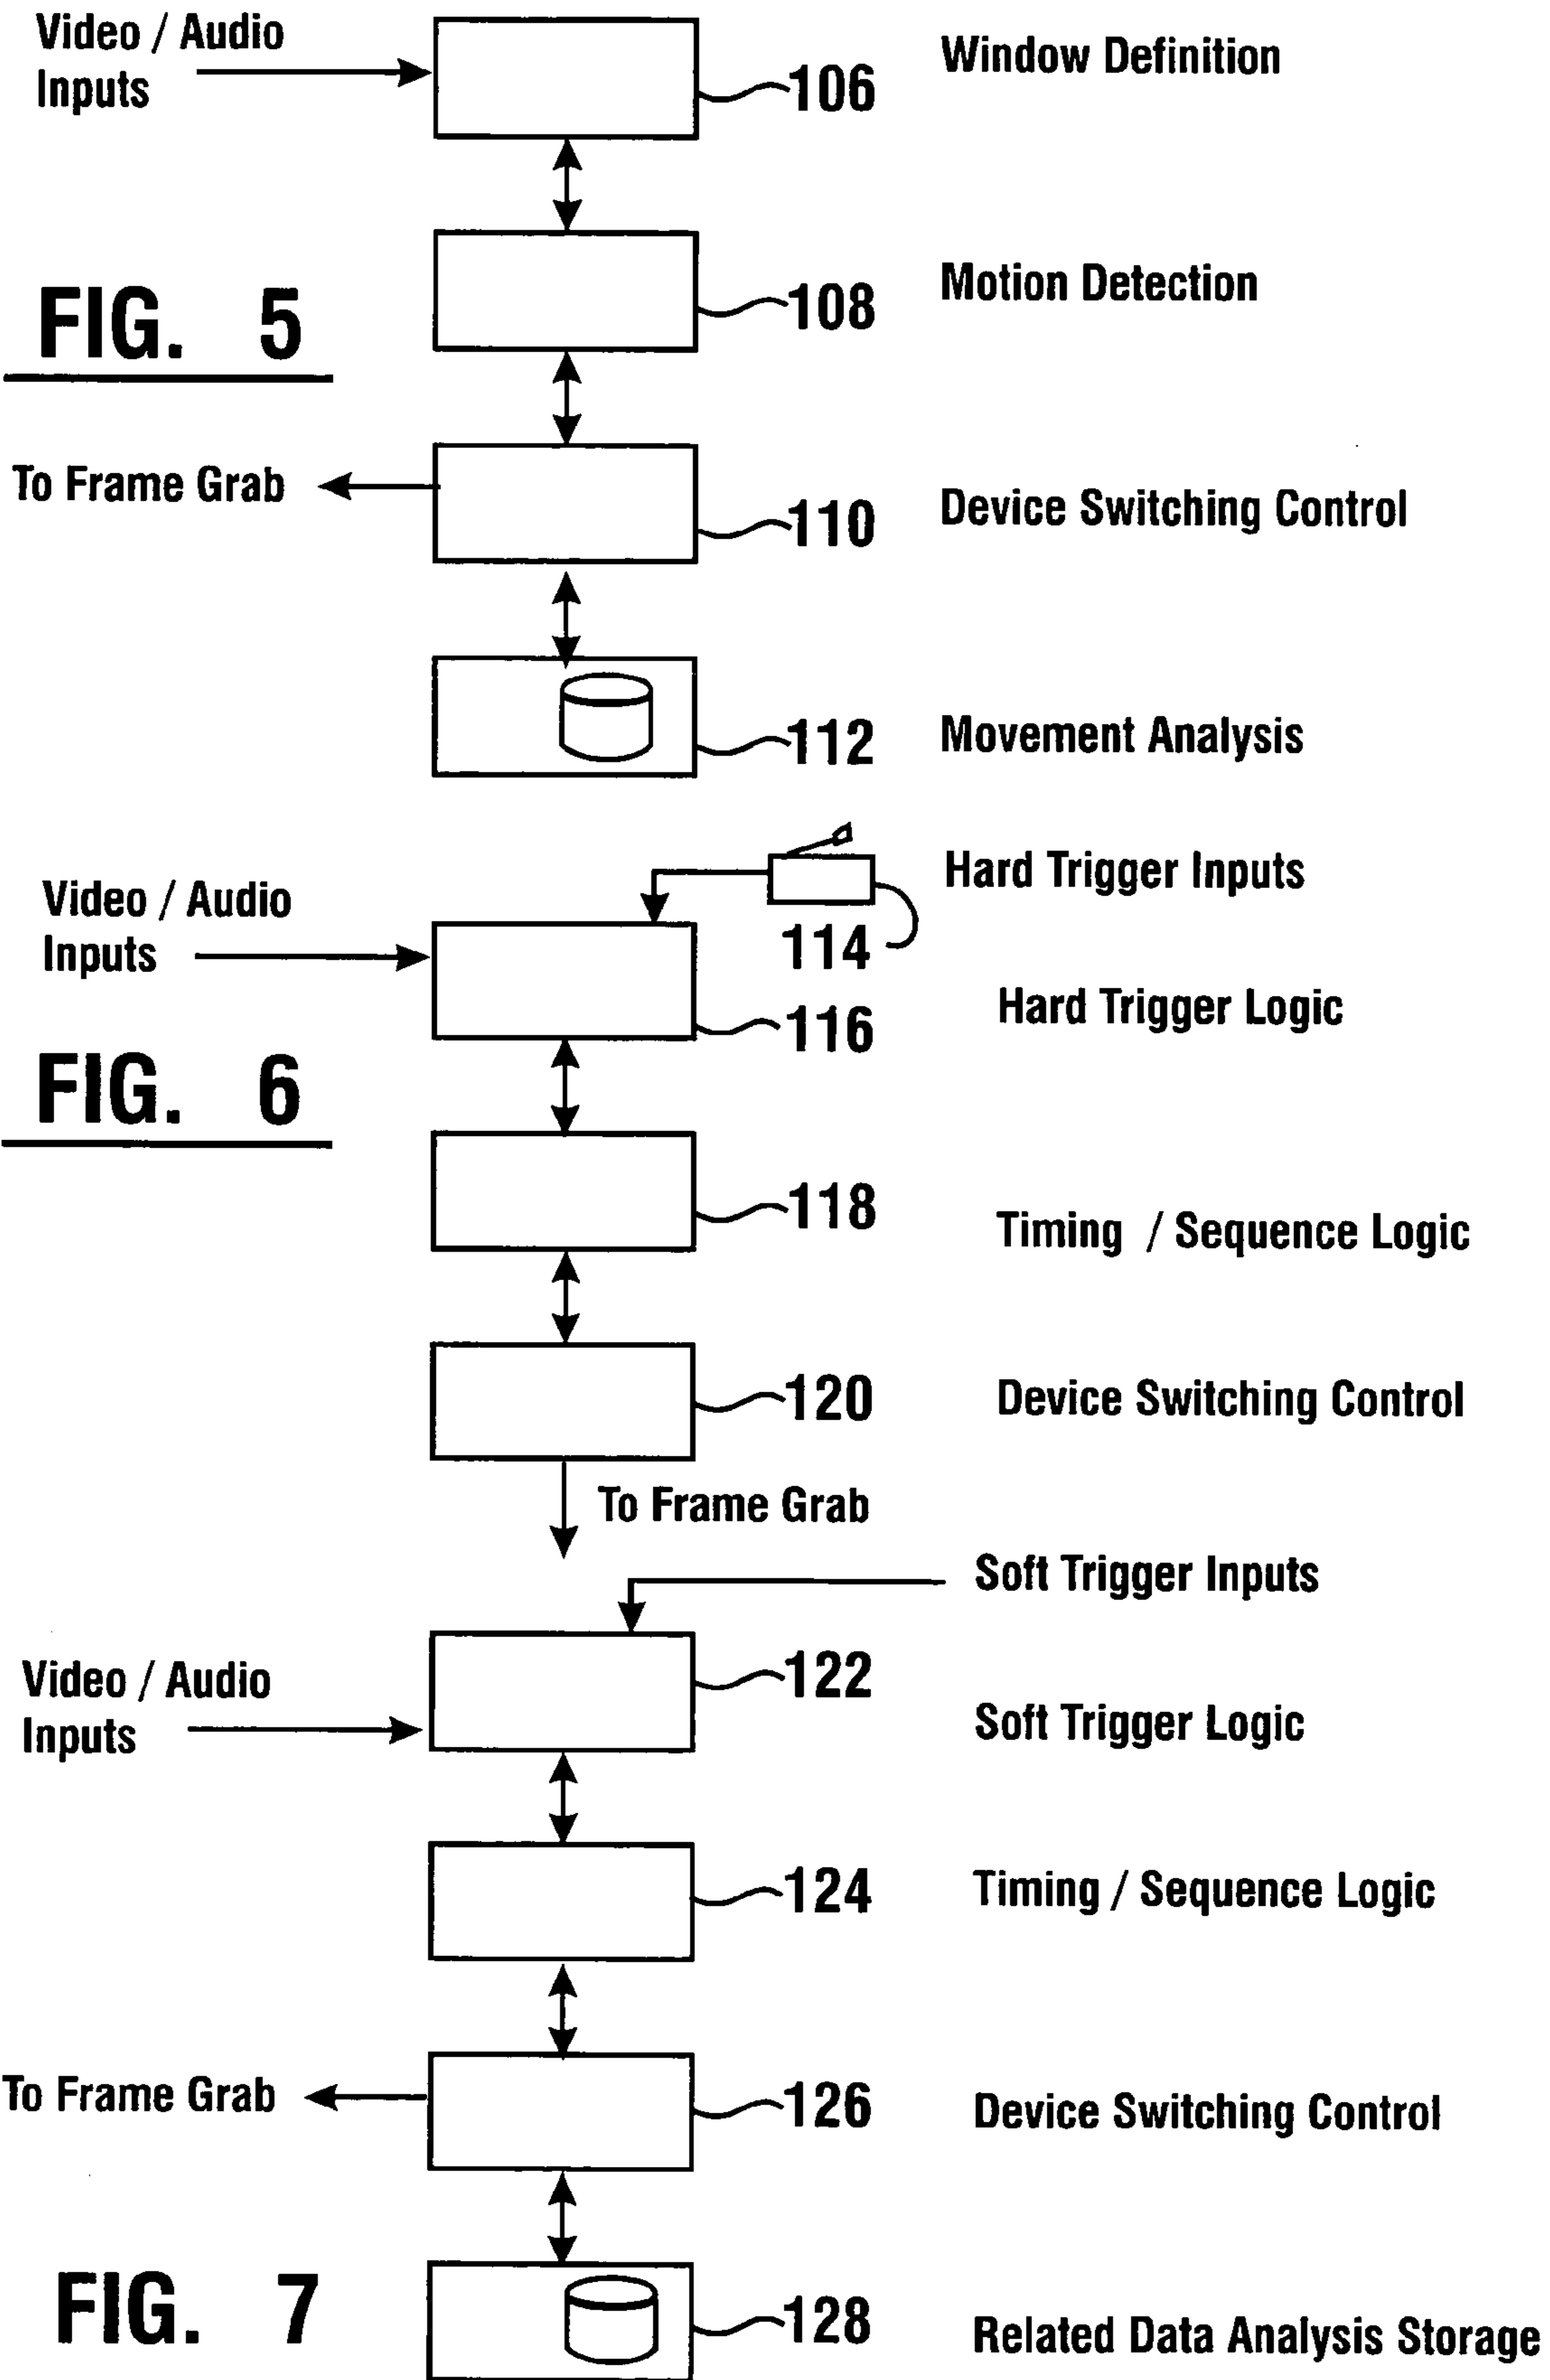 Video / Audio
Inputs
106
Window Definition
FIG. 5
108
Motion Detection
To Frame Grab
110
Device Switching Control
112
Movement Analysis
Hard Trigger Inputs
114
Video / Audio
Inputs
116
Hard Trigger Logic
FIG. 6
118
Timing / Sequence Logic
120
Device Switching Control
To Frame Grab
Soft Trigger Inputs
Video / Audio
Inputs
122
Soft Trigger Logic
124
Timing / Sequence Logic
To Frame Grab
126
Device Switching Control
FIG. 7
128
Related Data Analysis Storage